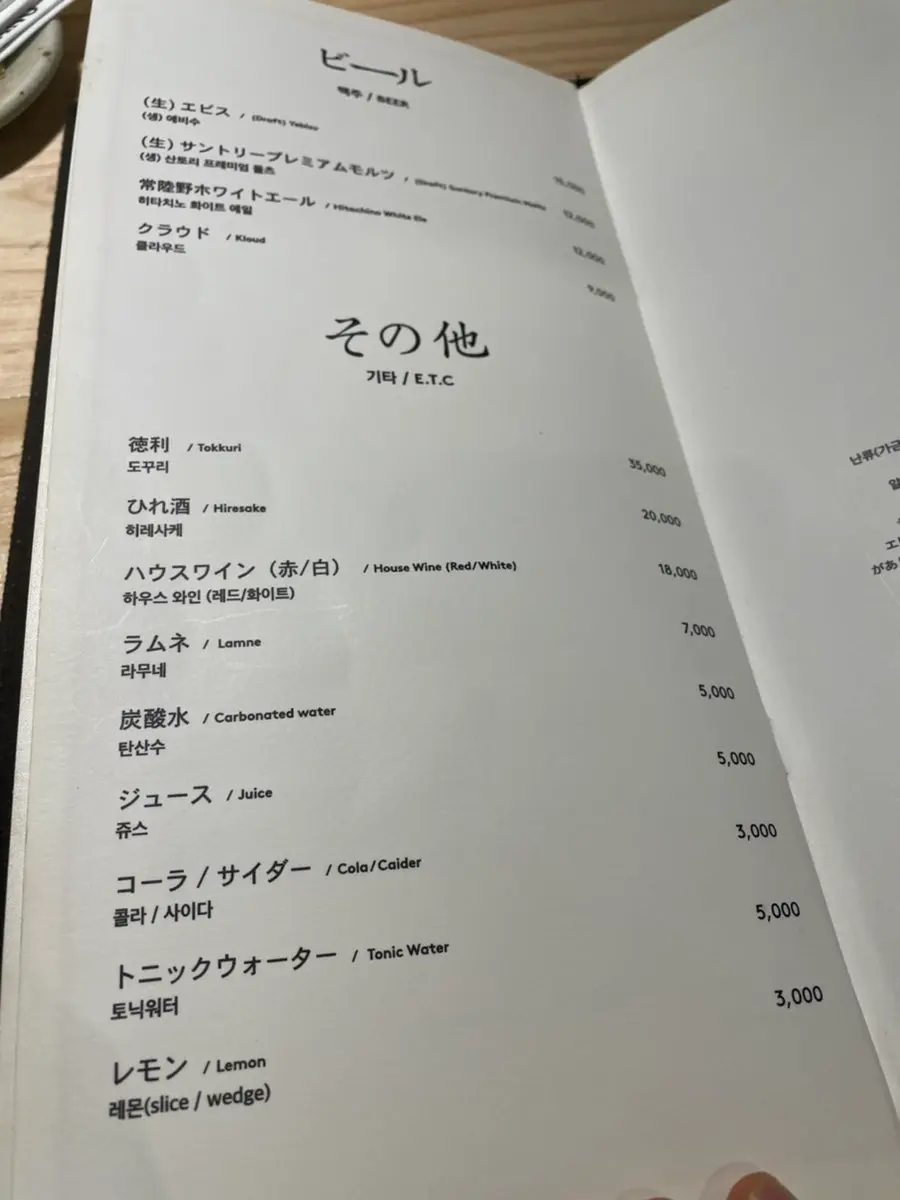 ビール
맥주 / BEER
(生) エビス / (Draft) Yebisu
(생) 에비수
(生) サントリープレミアムモルツ / (Draft) Suntory Premium Malts
(생) 산토리 프레미엄 몰츠
12,000
常陸野ホワイトエール / Hitachino White Ele
히타치노 화이트 에일
12,000
クラウド / Kloud
클라우드
9,000
その他
기타 / E.T.C
徳利 / Tokkuri 35,000
도꾸리
ひれ酒 / Hiresake 20,000
히레사케
ハウスワイン (赤/白) / House Wine (Red/White) 18,000
하우스 와인 (레드/화이트)
ラムネ / Lamne 7,000
라무네
炭酸水 / Carbonated water 5,000
탄산수
ジュース / Juice 5,000
쥬스
コーラ / サイダー / Cola/Caider 3,000
콜라 / 사이다
トニックウォーター / Tonic Water 5,000
토닉워터
レモン / Lemon 3,000
레몬(slice / wedge)
난류(가금
があ